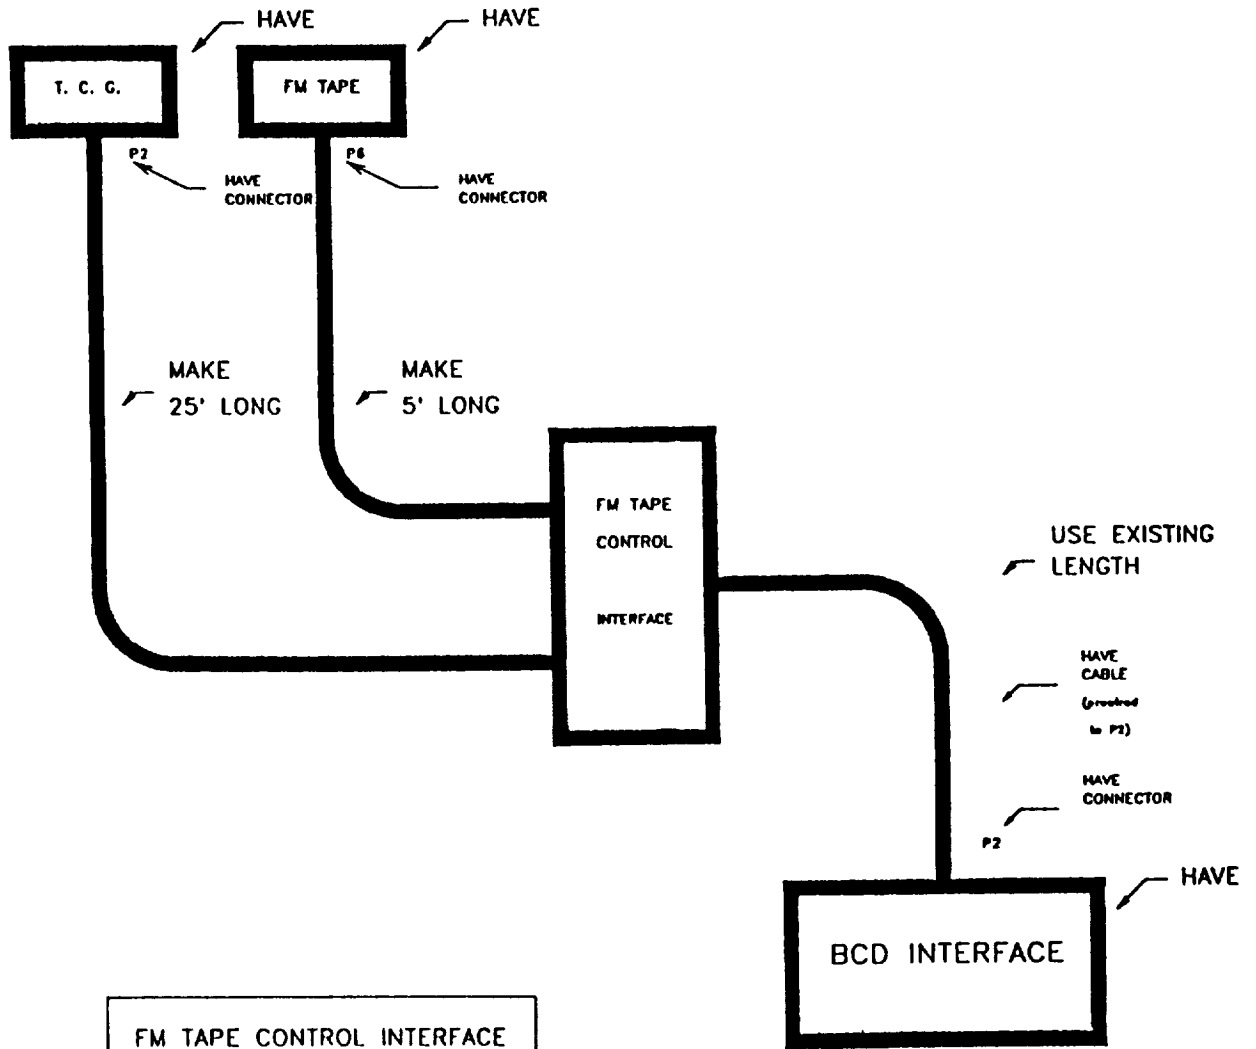 HAVE
HAVE
T. C. G.
FM TAPE
P2
P6
HAVE
CONNECTOR
HAVE
CONNECTOR
MAKE
25' LONG
MAKE
5' LONG
FM TAPE
CONTROL
INTERFACE
USE EXISTING
LENGTH
HAVE
CABLE
to P2)
HAVE
CONNECTOR
P2
HAVE
BCD INTERFACE
FM TAPE CONTROL INTERFACE